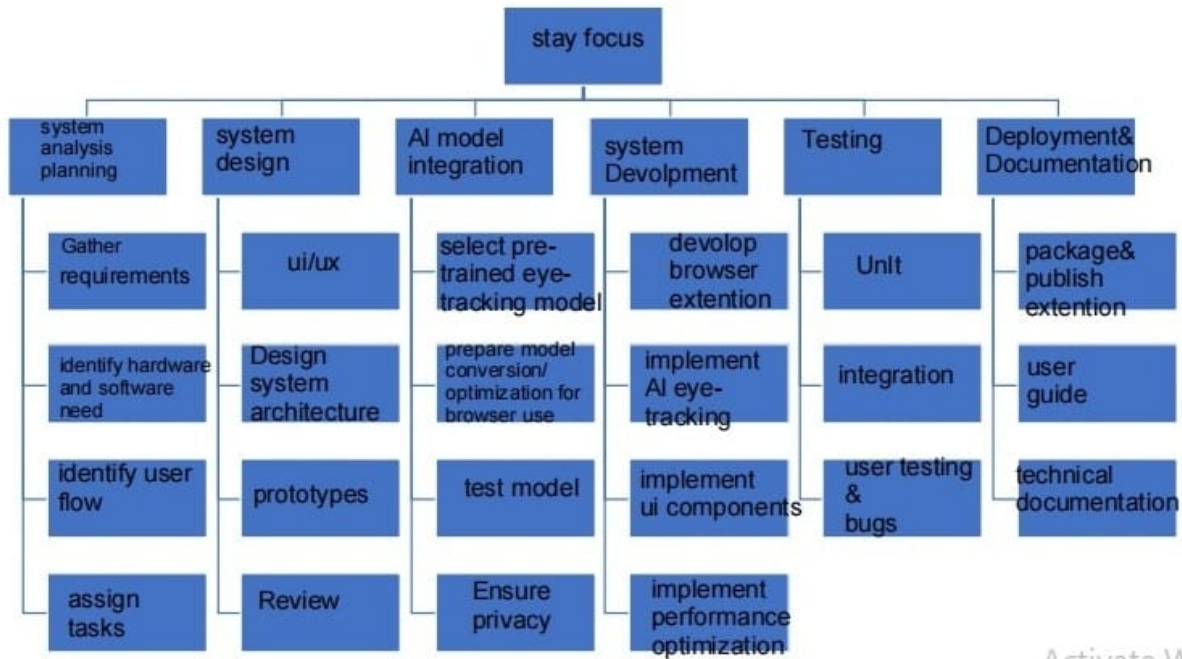 stay focus
system
analysis
planning
system
design
AI model
integration
system
Devolpment
Testing
Deployment&
Documentation
Gather
requirements
identify hardware
and software
need
identify user
flow
assign
tasks
ui/ux
Design
system
architecture
prototypes
Review
select pre-
trained eye-
tracking model
prepare model
conversion/
optimization for
browser use
test model
Ensure
privacy
devolop
browser
extention
implement
AI eye-
tracking
implement
ui components
implement
performance
optimization
UnIt
integration
user testing
&
bugs
package&
publish
extention
user
guide
technical
documentation
Activate W